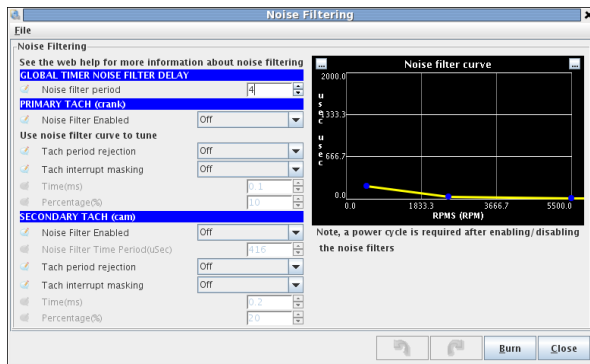 Noise Filtering
File
Noise Filtering
See the web help for more information about noise filtering
GLOBAL TIMER NOISE FILTER DELAY
Noise filter period 4
PRIMARY TACH (crank)
Noise Filter Enabled Off
Use noise filter curve to tune
Tach period rejection Off
Tach interrupt masking Off
Time(ms) 0.1
Percentage(%) 10
SECONDARY TACH (cam)
Noise Filter Enabled Off
Noise Filter Time Period(uSec) 416
Tach period rejection Off
Tach interrupt masking Off
Time(ms) 0.2
Percentage(%) 20
... Noise filter curve ...
2000.0
1333.3
666.7
0.0
usec usec
0.0 1833.3 3666.7 5500.0
RPMS (RPM)
Note, a power cycle is required after enabling/disabling
the noise filters
Burn Close